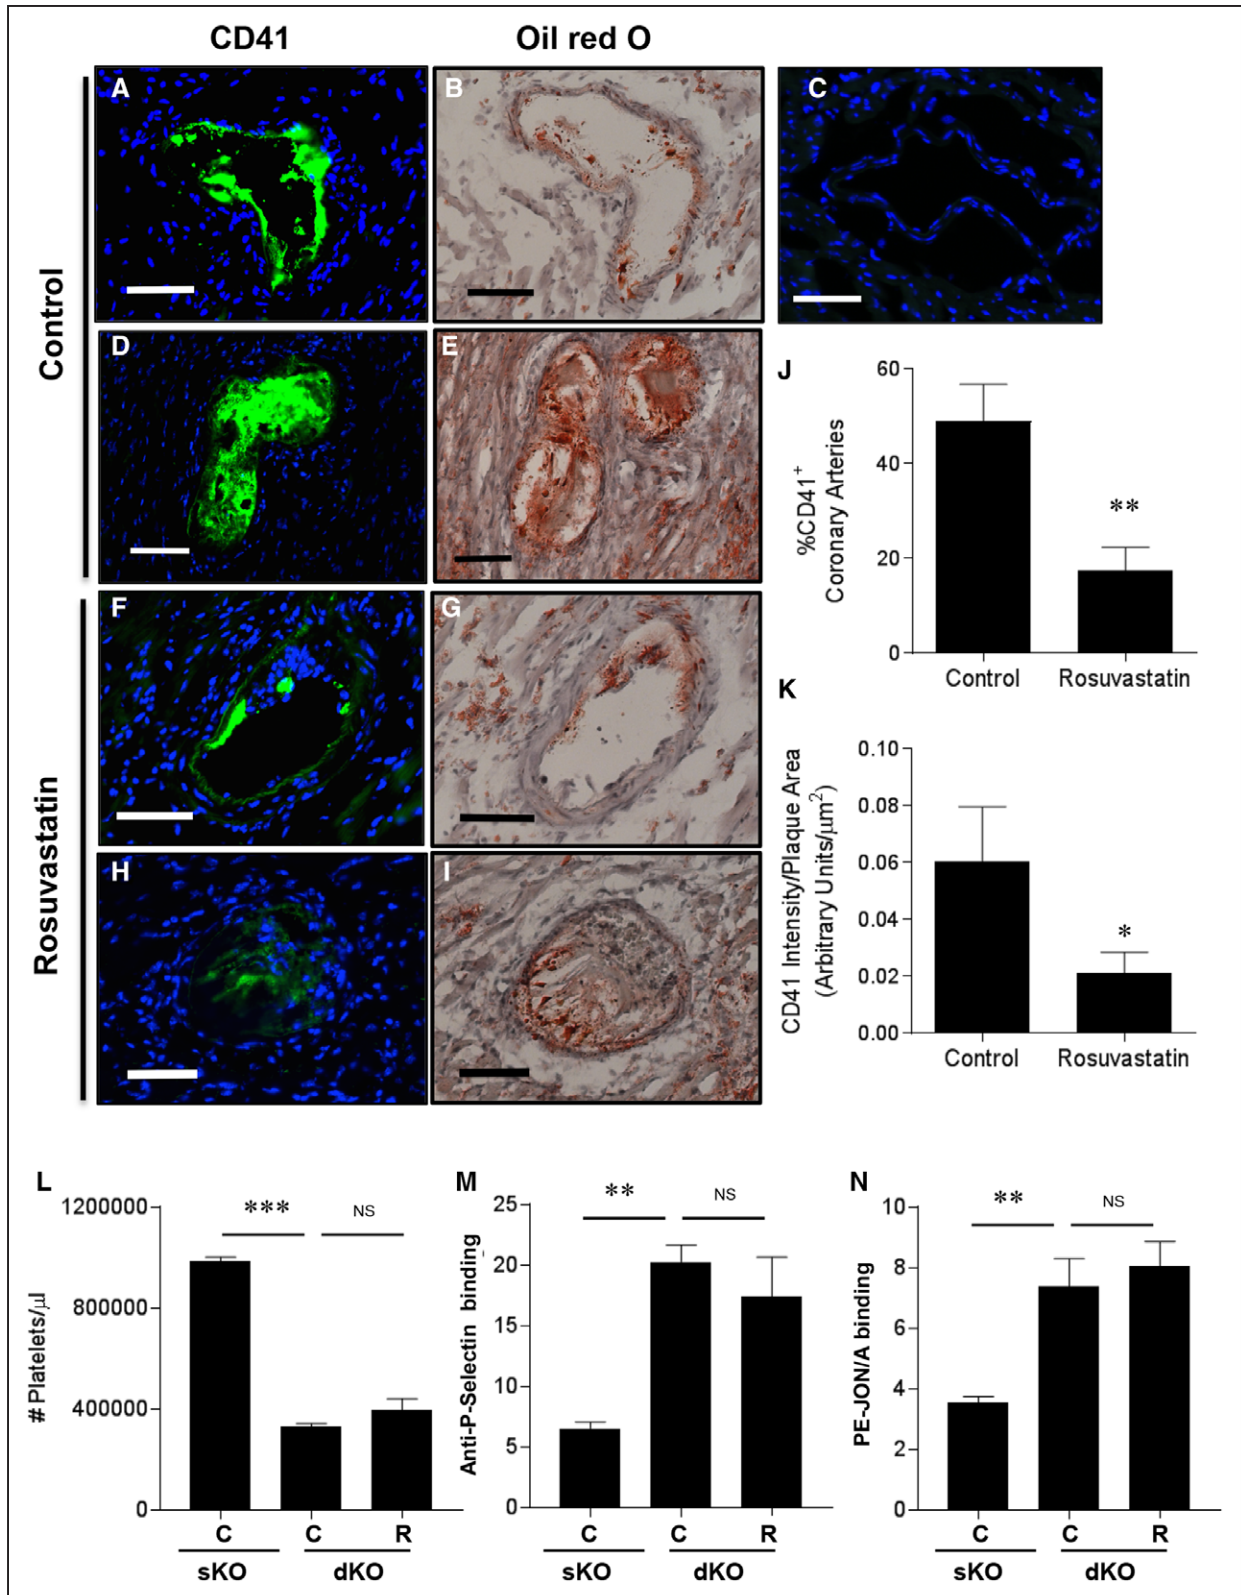 CD41 Oil red O
A B C
Control
D E
J
60
40
20
0
%CD41+
Coronary Arteries
**
Control Rosuvastatin
F G
K
0.10
0.08
0.06
0.04
0.02
0.00
CD41 Intensity/Plaque Area
(Arbitrary Units/µm2)
*
Control Rosuvastatin
Rosuvastatin
H I
L
1200000
800000
400000
0
# Platelets/µl
*** NS
C C R
sKO dKO
M
25
20
15
10
5
0
Anti-P-Selectin binding
** NS
C C R
sKO dKO
N
10
8
6
4
2
0
PE-JON/A binding
** NS
C C R
sKO dKO